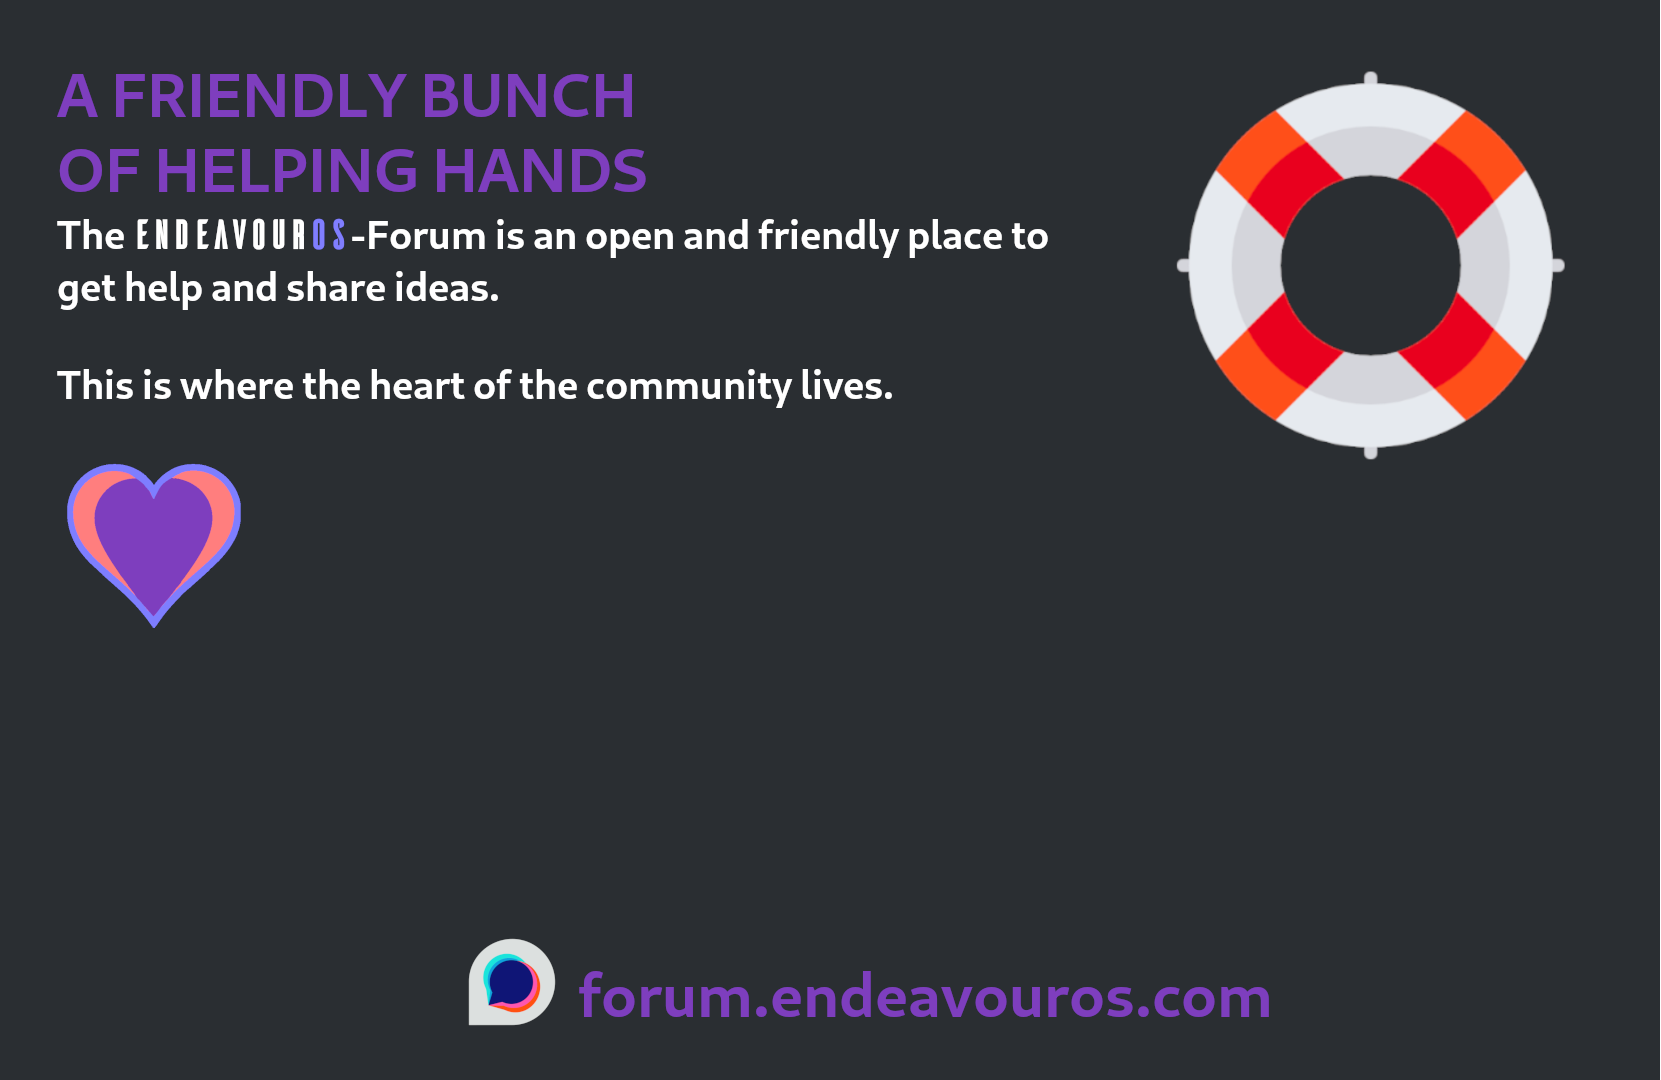 A FRIENDLY BUNCH
OF HELPING HANDS
The ENDEAVOUROS-Forum is an open and friendly place to
get help and share ideas.
This is where the heart of the community lives.
forum.endeavouros.com